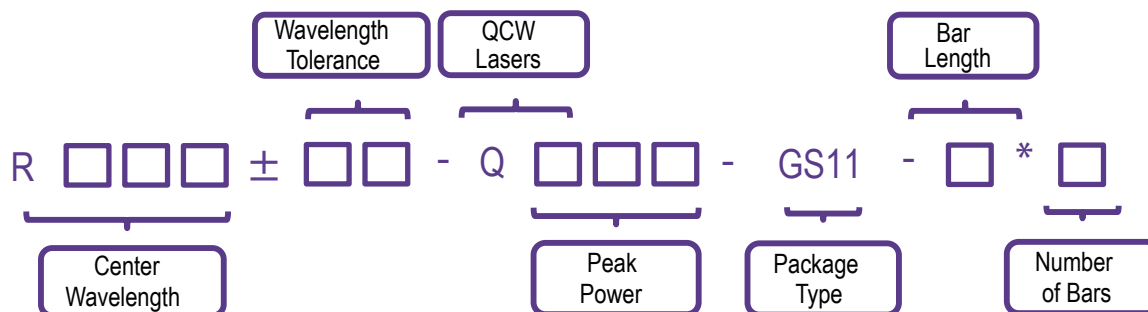 Wavelength
Tolerance
QCW
Lasers
Bar
Length
R □□□ ± □□ - Q □□□ - GS11 - □ * □
Center
Wavelength
Peak
Power
Package
Type
Number
of Bars